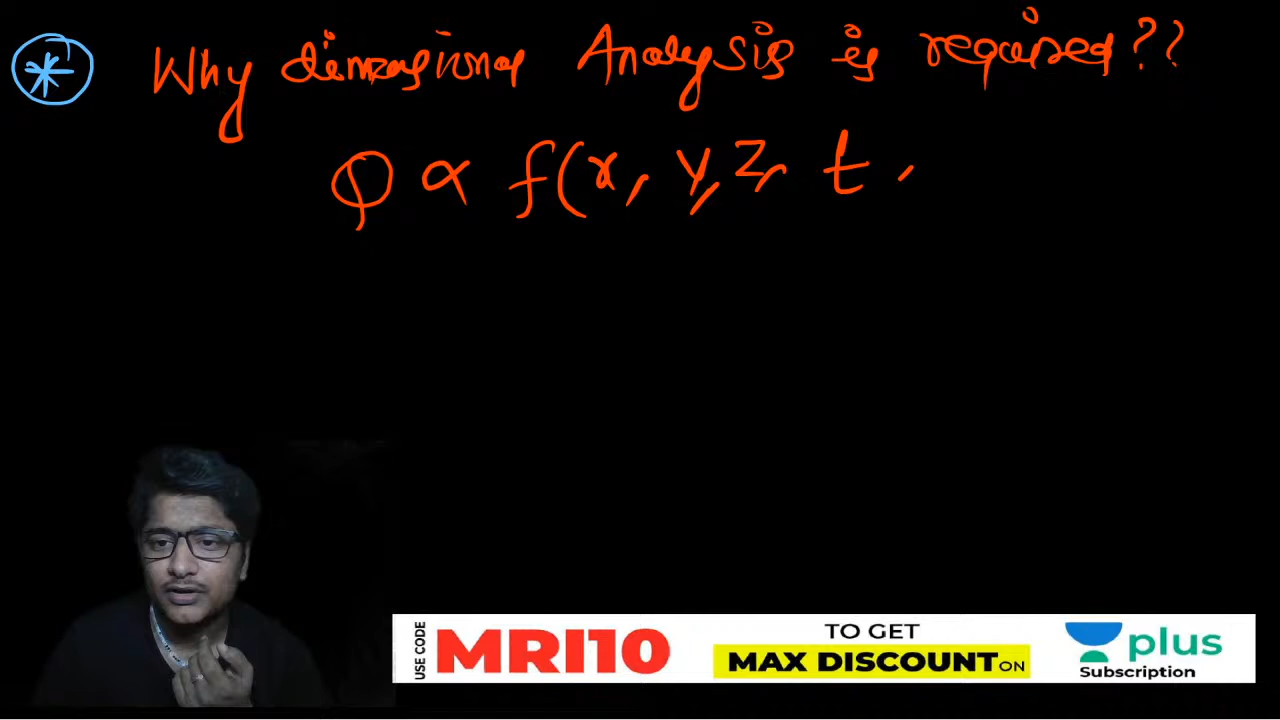 * Why dimensional Analysis is required??
Φ ∝ f(x, y, z, t,
USE CODE MRI10 TO GET MAX DISCOUNT ON plus Subscription